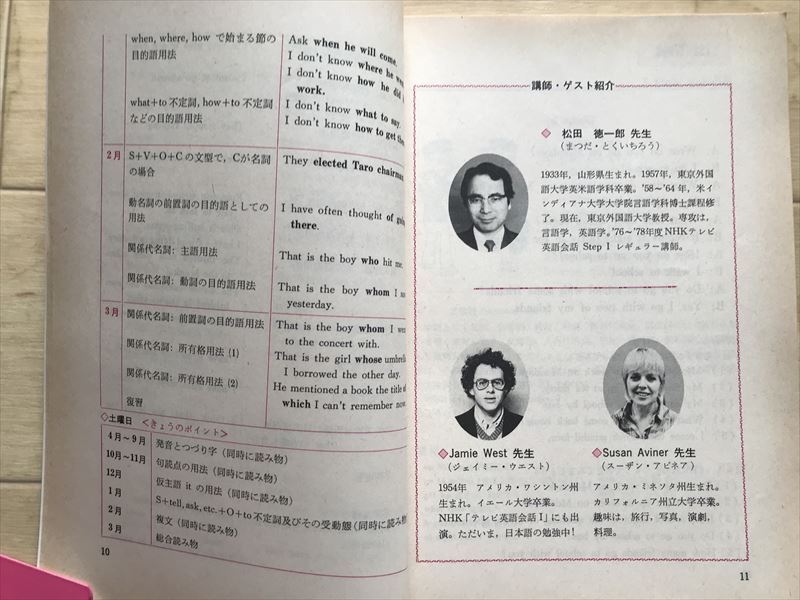 when, where, how で始まる節の
目的語用法
Ask when he will come.
I don't know where he
I don't know how he did
work.
what+to 不定詞, how+to 不定詞
などの目的語用法
I don't know what to say.
I don't know how to get
2月
S+V+O+C の文型で, Cが名詞
の場合
They elected Taro chairman
動名詞の前置詞の目的語としての
用法
I have often thought of
there.
関係代名詞: 主語用法
That is the boy who hit me.
関係代名詞: 動詞の目的語用法
That is the boy whom I
yesterday.
3月
関係代名詞: 前置詞の目的語用法
That is the boy whom I
to the concert with.
関係代名詞: 所有格用法 (1)
That is the girl whose
I borrowed the other day.
関係代名詞: 所有格用法 (2)
He mentioned a book the title
which I can't remember now.
復習
◇土曜日 <きょうのポイント>
4月～9月 発音とつづり字 (同時に読み物)
10月～11月 句読点の用法 (同時に読み物)
12月 仮主語 it の用法 (同時に読み物)
1月 S+tell, ask, etc.+O+to不定詞及びその受動態 (同時に読み物
2月 複文 (同時に読み物)
3月 総合読み物
10
講師・ゲスト紹介
◇ 松田 徳一郎 先生
(まつだ・とくいちろう)
1933年, 山形県生まれ。1957年, 東京外国
語大学英米語学科卒業。'58～'64年, 米イ
ンディアナ大学大学院言語学科博士課程修
了。現在, 東京外国語大学教授。専攻は,
言語学, 英語学。'76～'78年度NHKテレビ
英語会話 Step I レギュラー講師。
◇Jamie West 先生
(ジェイミー・ウエスト)
1954年 アメリカ・ワシントン州
生まれ。イエール大学卒業。
NHK「テレビ英語会話I」にも出
演。ただいま, 日本語の勉強中!
◇Susan Aviner 先生
(スーザン・アビネア)
アメリカ・ミネソタ州生まれ。
カリフォルニア州立大学卒業。
趣味は, 旅行, 写真, 演劇,
料理。
11